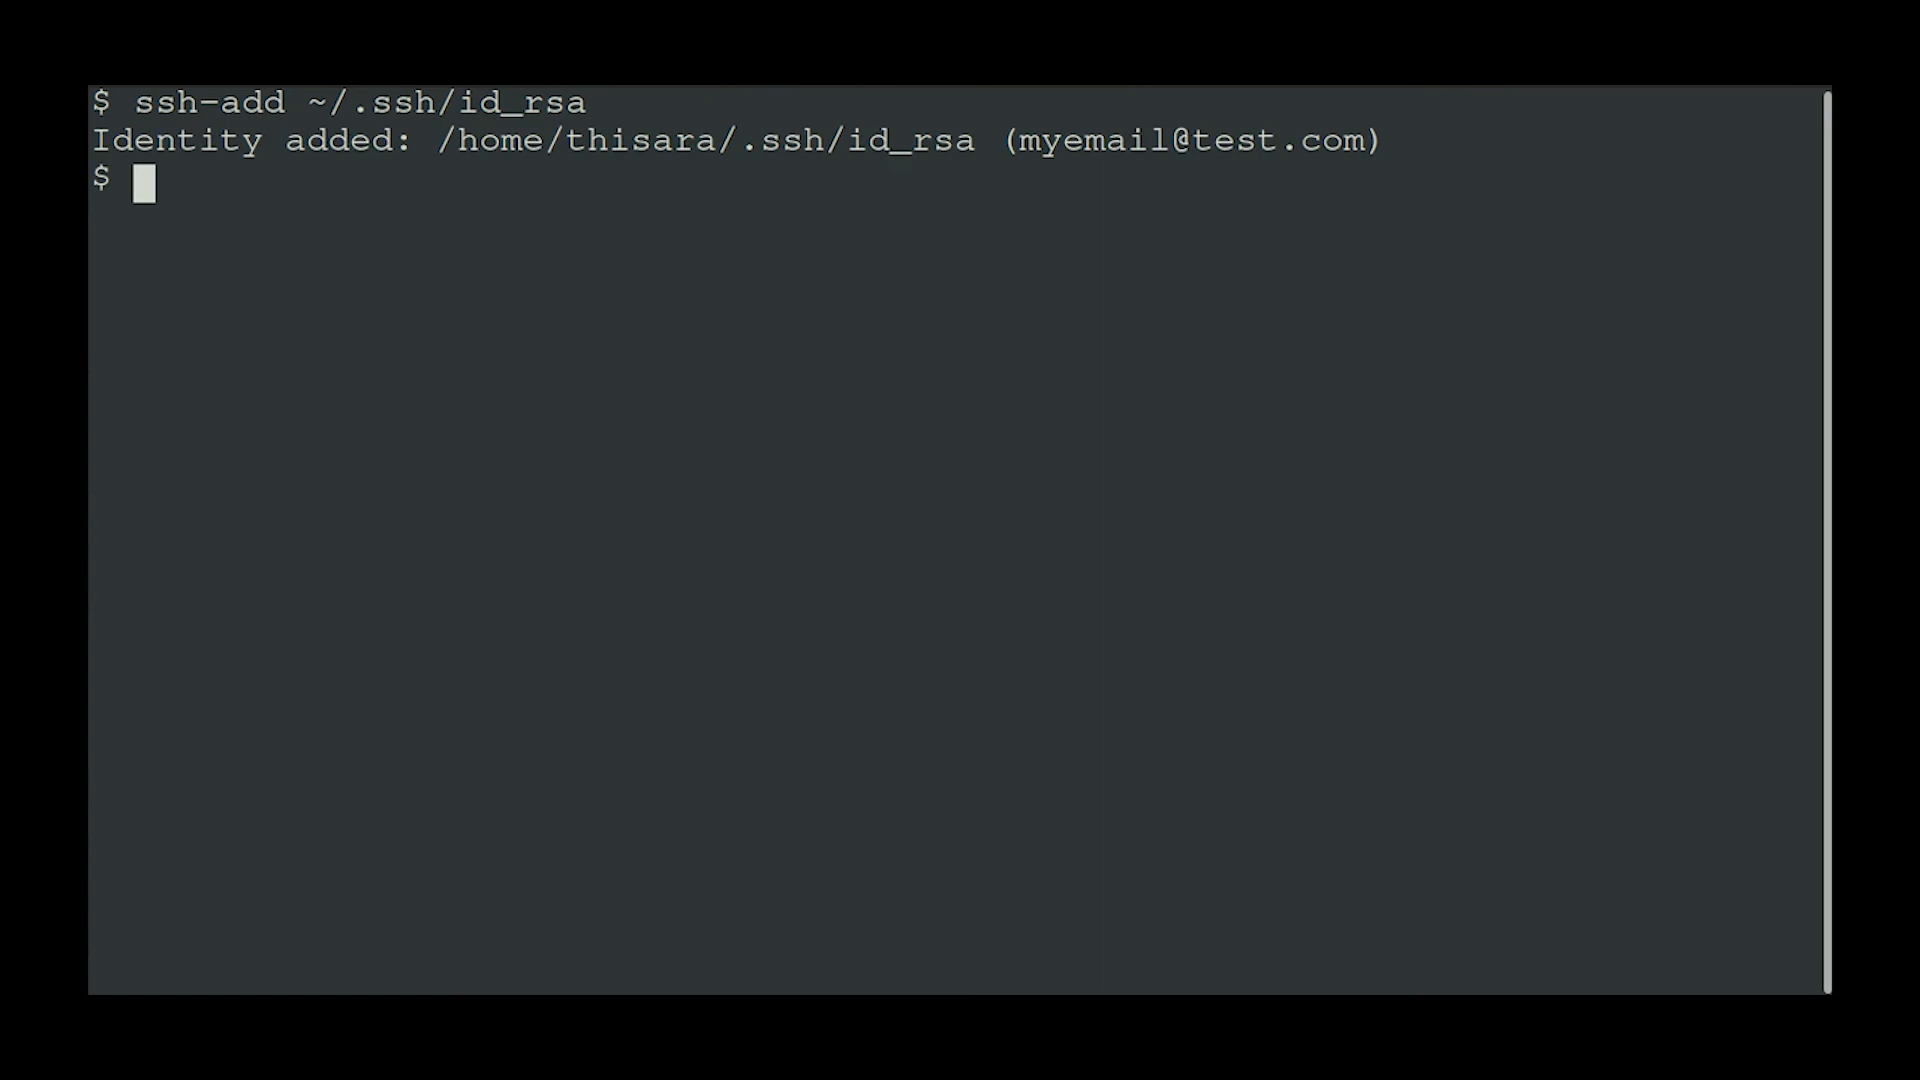 $ ssh-add ~/.ssh/id_rsa
Identity added: /home/thisara/.ssh/id_rsa (myemail@test.com)
$